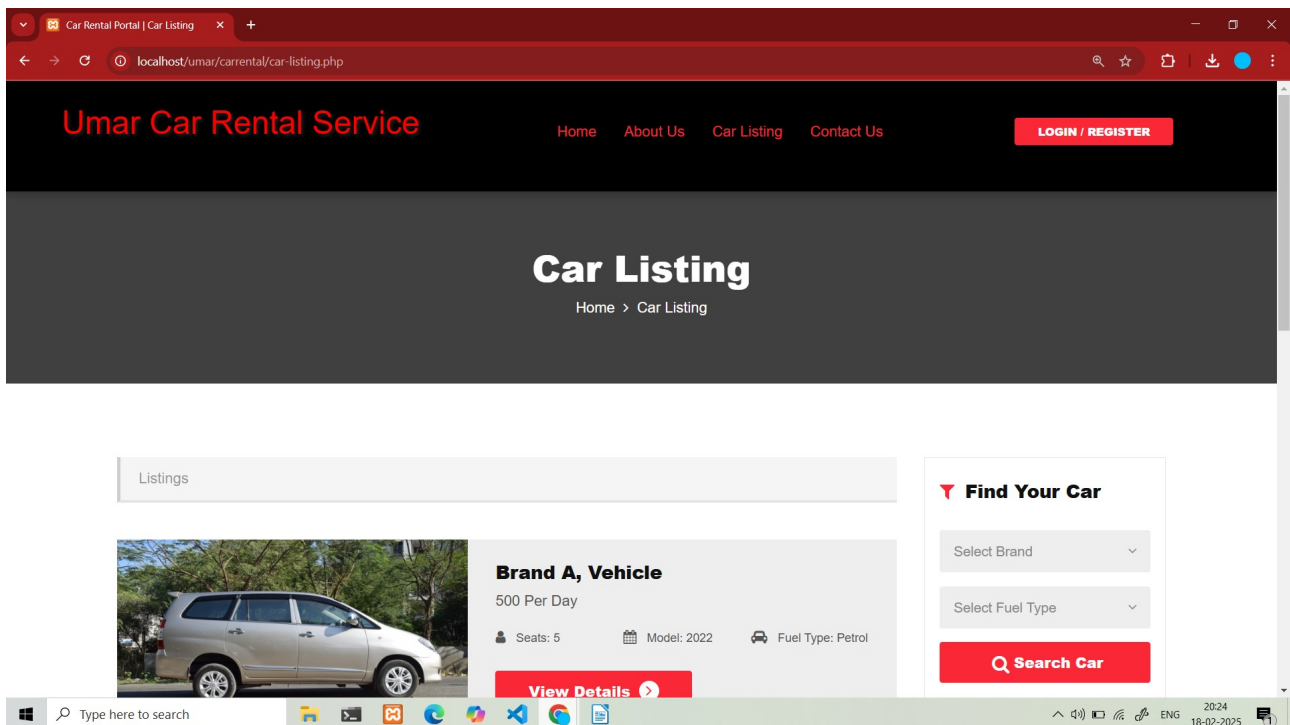 Car Rental Portal | Car Listing
localhost/umar/carrental/car-listing.php
Umar Car Rental Service
Home About Us Car Listing Contact Us
LOGIN / REGISTER
Car Listing
Home > Car Listing
Listings
Brand A, Vehicle
500 Per Day
Seats: 5 Model: 2022 Fuel Type: Petrol
View Details
Find Your Car
Select Brand
Select Fuel Type
Search Car
Type here to search
ENG
20:24
18-02-2025
1